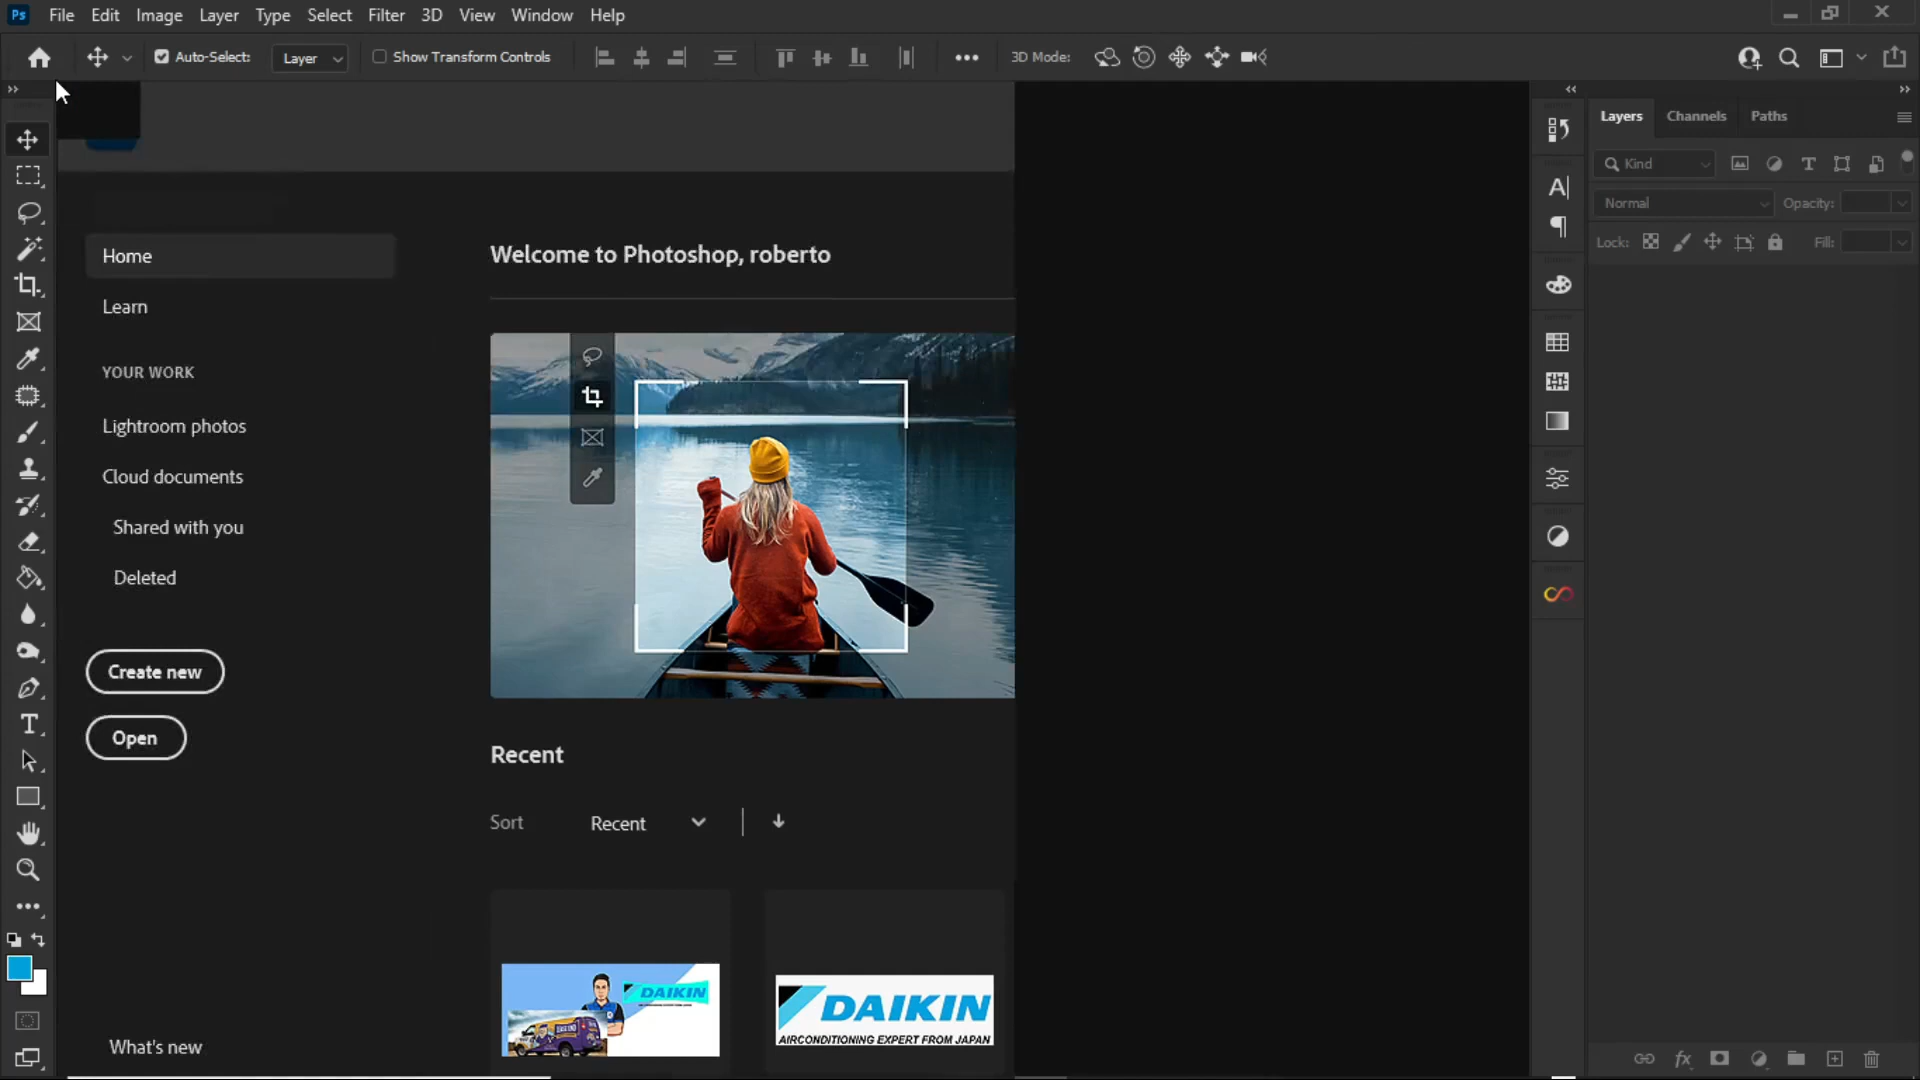 Ps File Edit Image Layer Type Select Filter 3D View Window Help
Auto-Select: Layer Show Transform Controls 3D Mode:
Layers Channels Paths
Kind
Normal Opacity:
Lock: Fill:
Home
Learn
YOUR WORK
Lightroom photos
Cloud documents
Shared with you
Deleted
Create new
Open
What's new
Welcome to Photoshop, roberto
Recent
Sort Recent
DAIKIN
DAIKIN
AIRCONDITIONING EXPERT FROM JAPAN